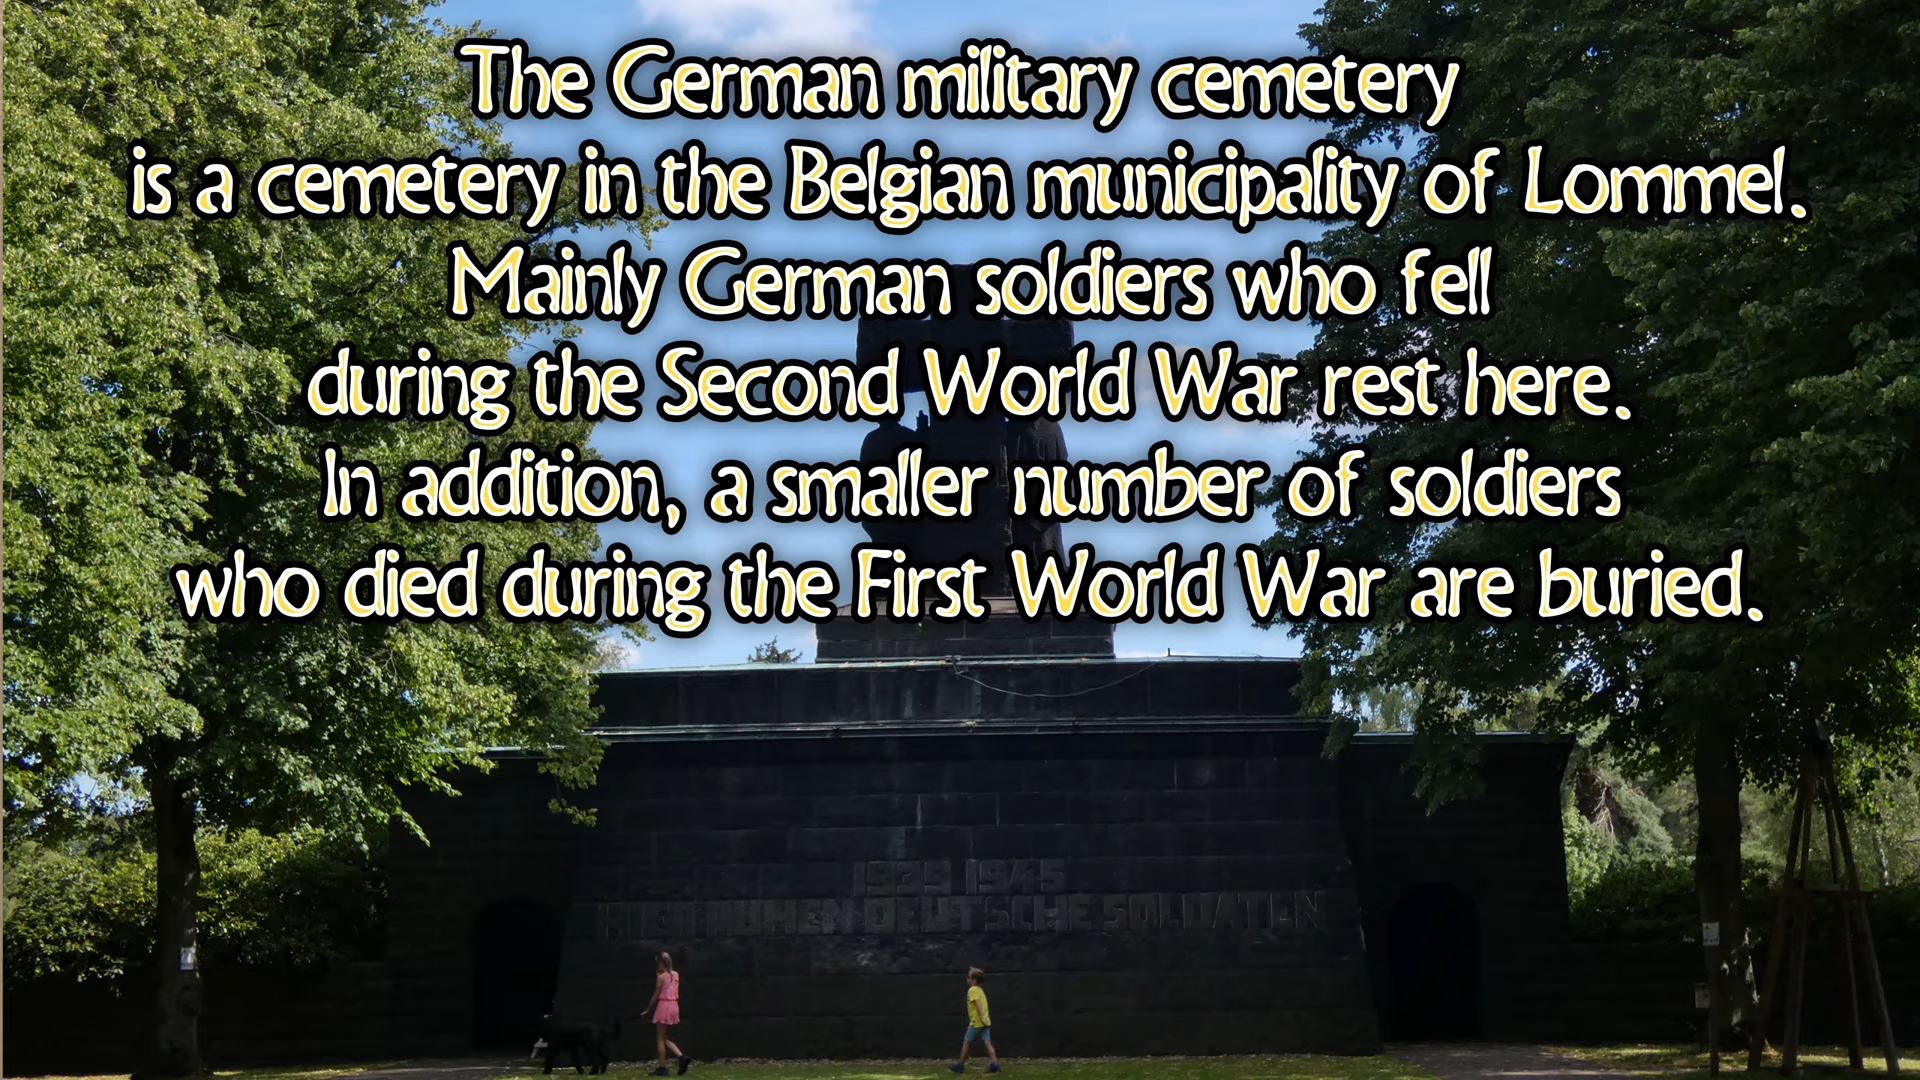 The German military cemetery
is a cemetery in the Belgian municipality of Lommel.
Mainly German soldiers who fell
during the Second World War rest here.
In addition, a smaller number of soldiers
who died during the First World War are buried.
1939 1945
HIER RUHEN DEUTSCHE SOLDATEN